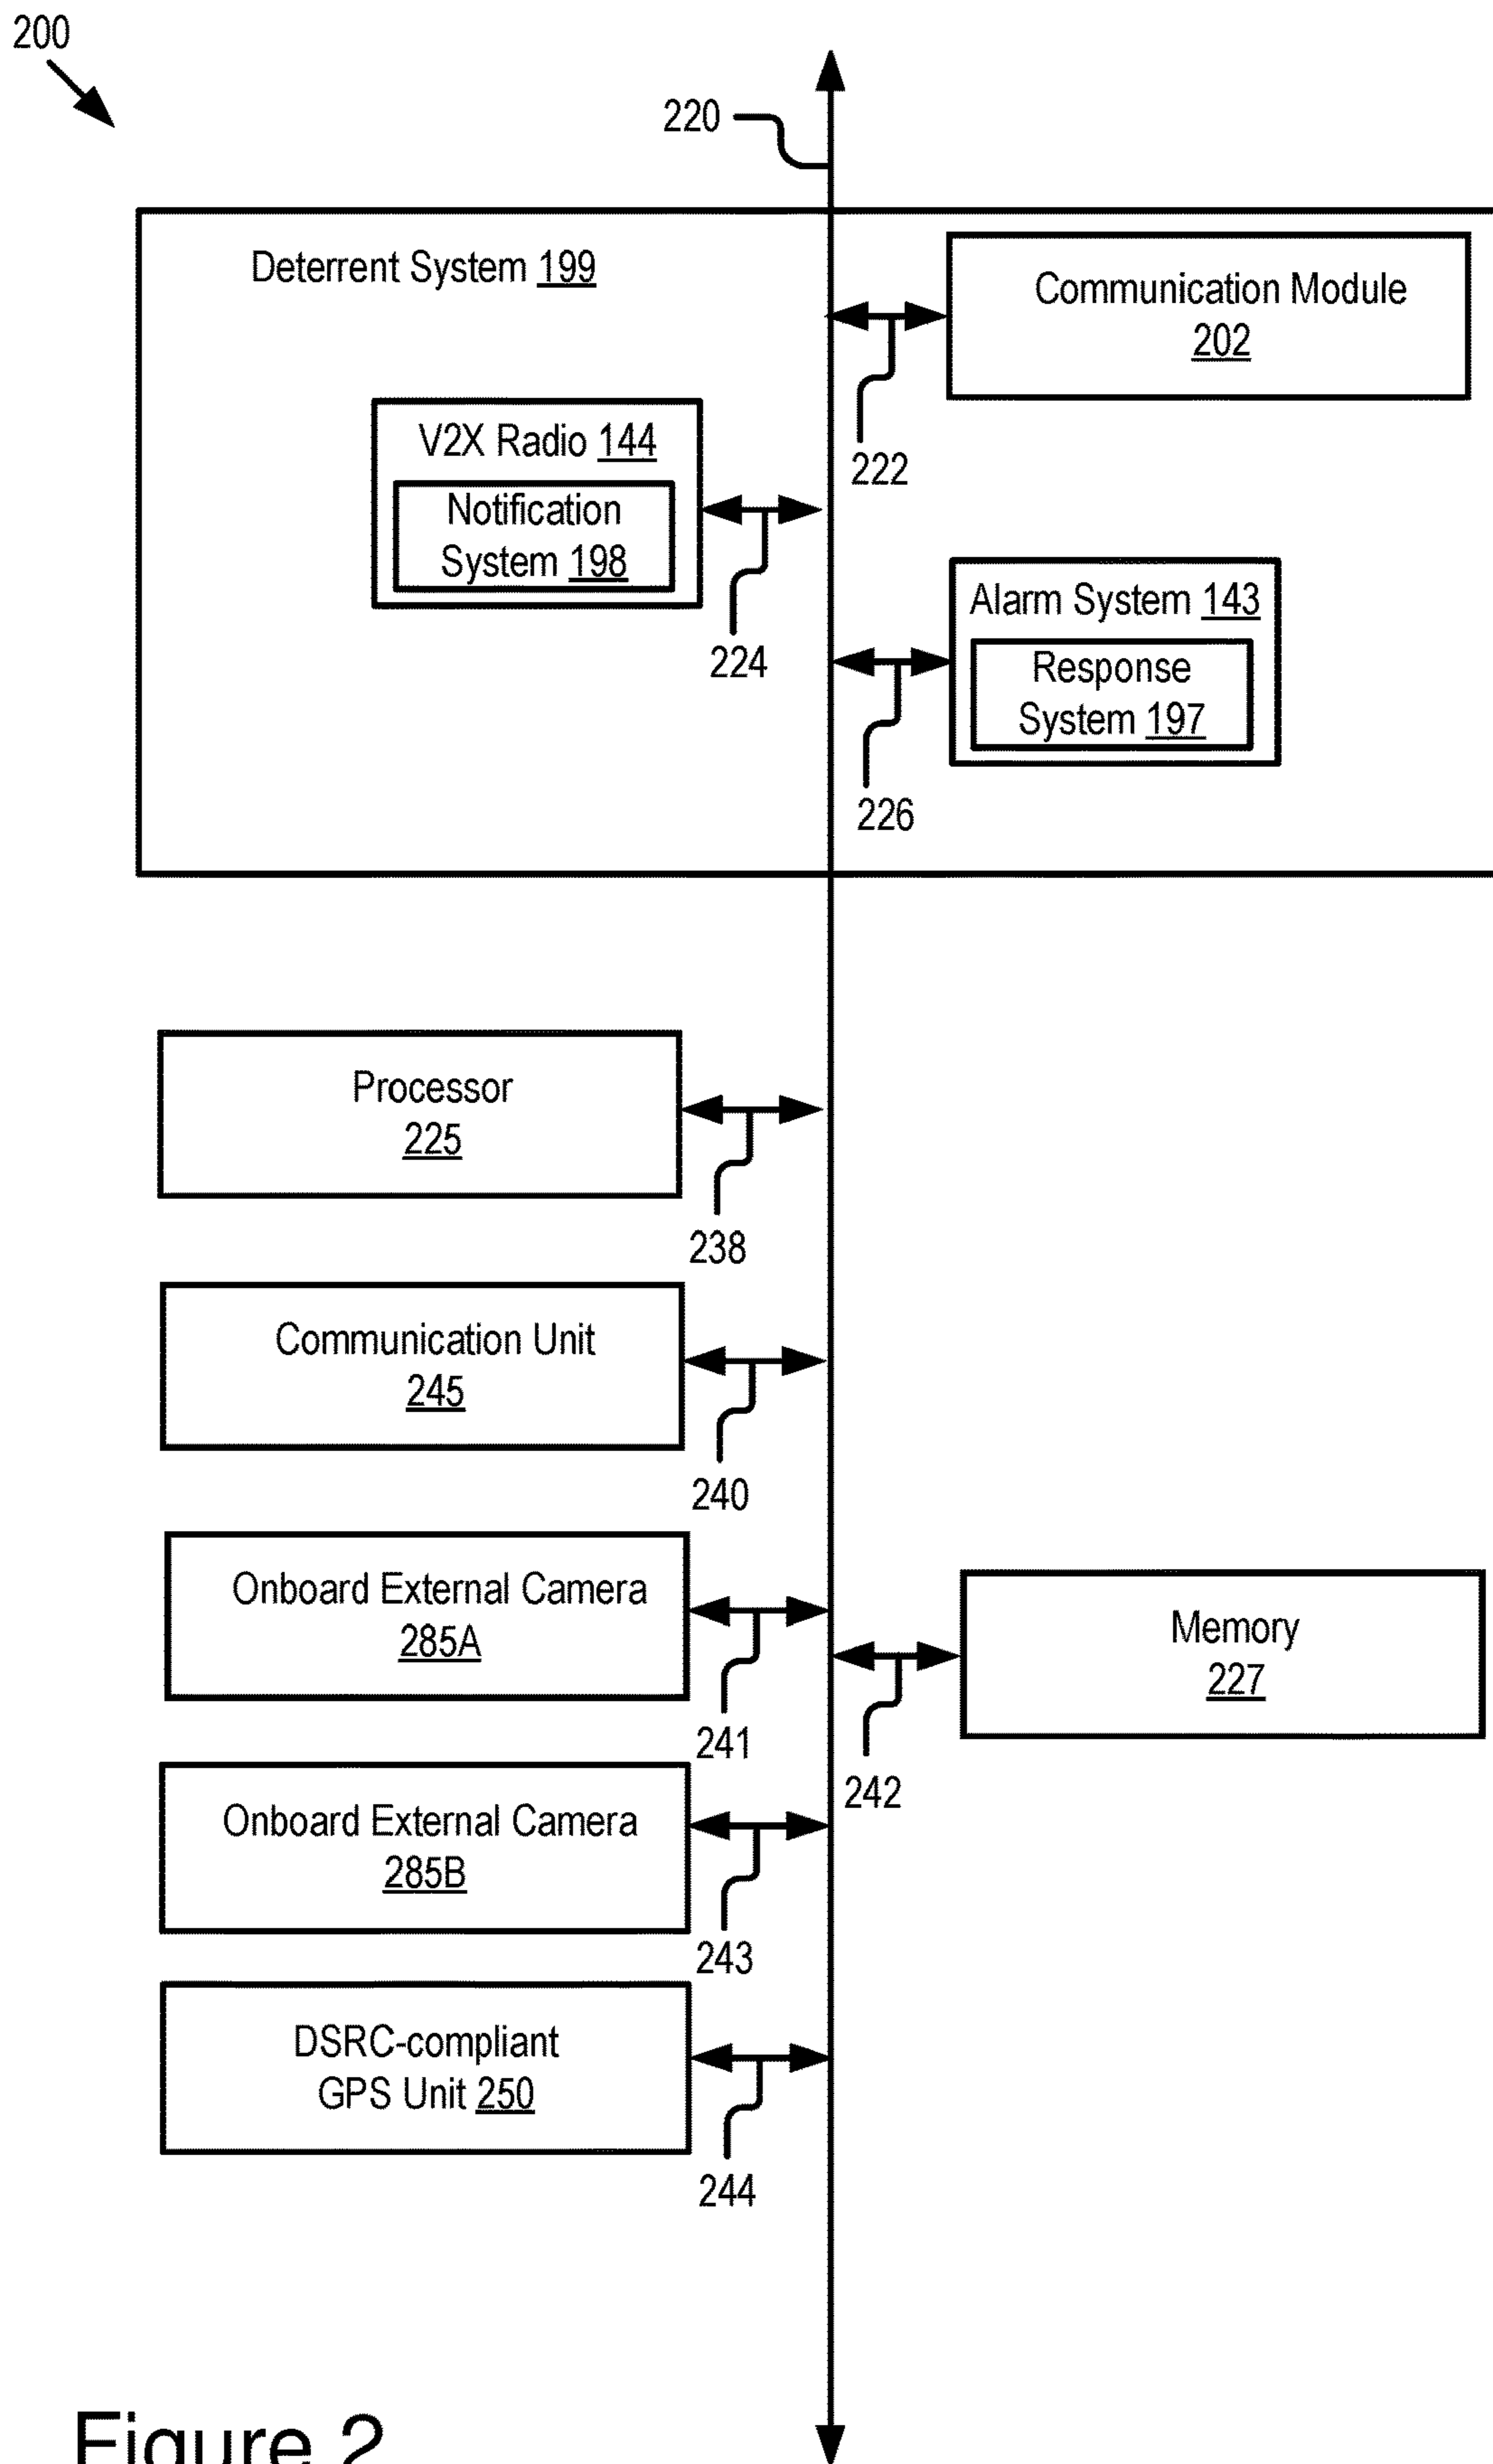 200
220
Deterrent System 199
Communication Module
202
222
V2X Radio 144
Notification
System 198
224
Alarm System 143
Response
System 197
226
Processor
225
238
Communication Unit
245
240
Onboard External Camera
285A
241
Memory
227
242
Onboard External Camera
285B
243
DSRC-compliant
GPS Unit 250
244
Figure 2